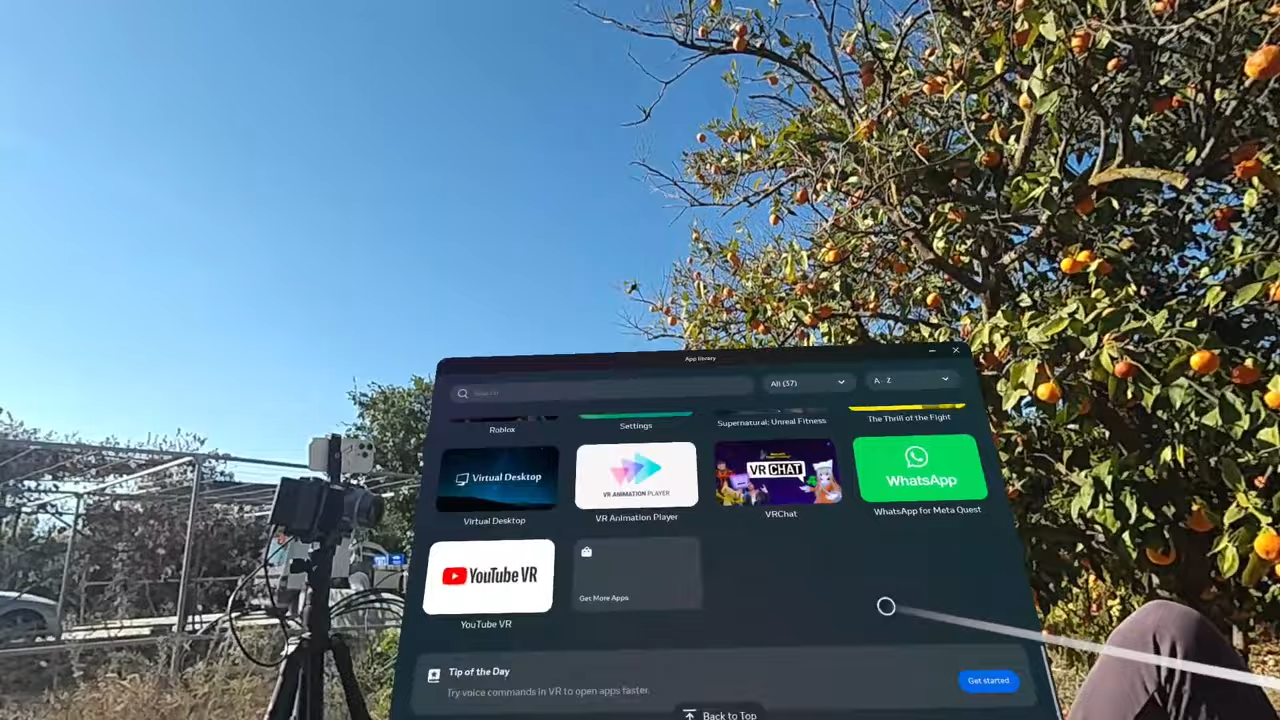 App library
Search
All (37)
A - Z
Roblox
Settings
Supernatural: Unreal Fitness
The Thrill of the Fight
Virtual Desktop
VR ANIMATION PLAYER
VRCHAT
WhatsApp
Virtual Desktop
VR Animation Player
VRChat
WhatsApp for Meta Quest
YouTube VR
Get More Apps
YouTube VR
Tip of the Day
Try voice commands in VR to open apps faster.
Get started
Back to Top